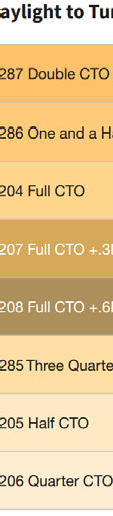 aylight to Tu
287 Double CTO
286 One and a Ha
204 Full CTO
207 Full CTO +.3
208 Full CTO +.6
285 Three Quarte
205 Half CTO
206 Quarter CTO